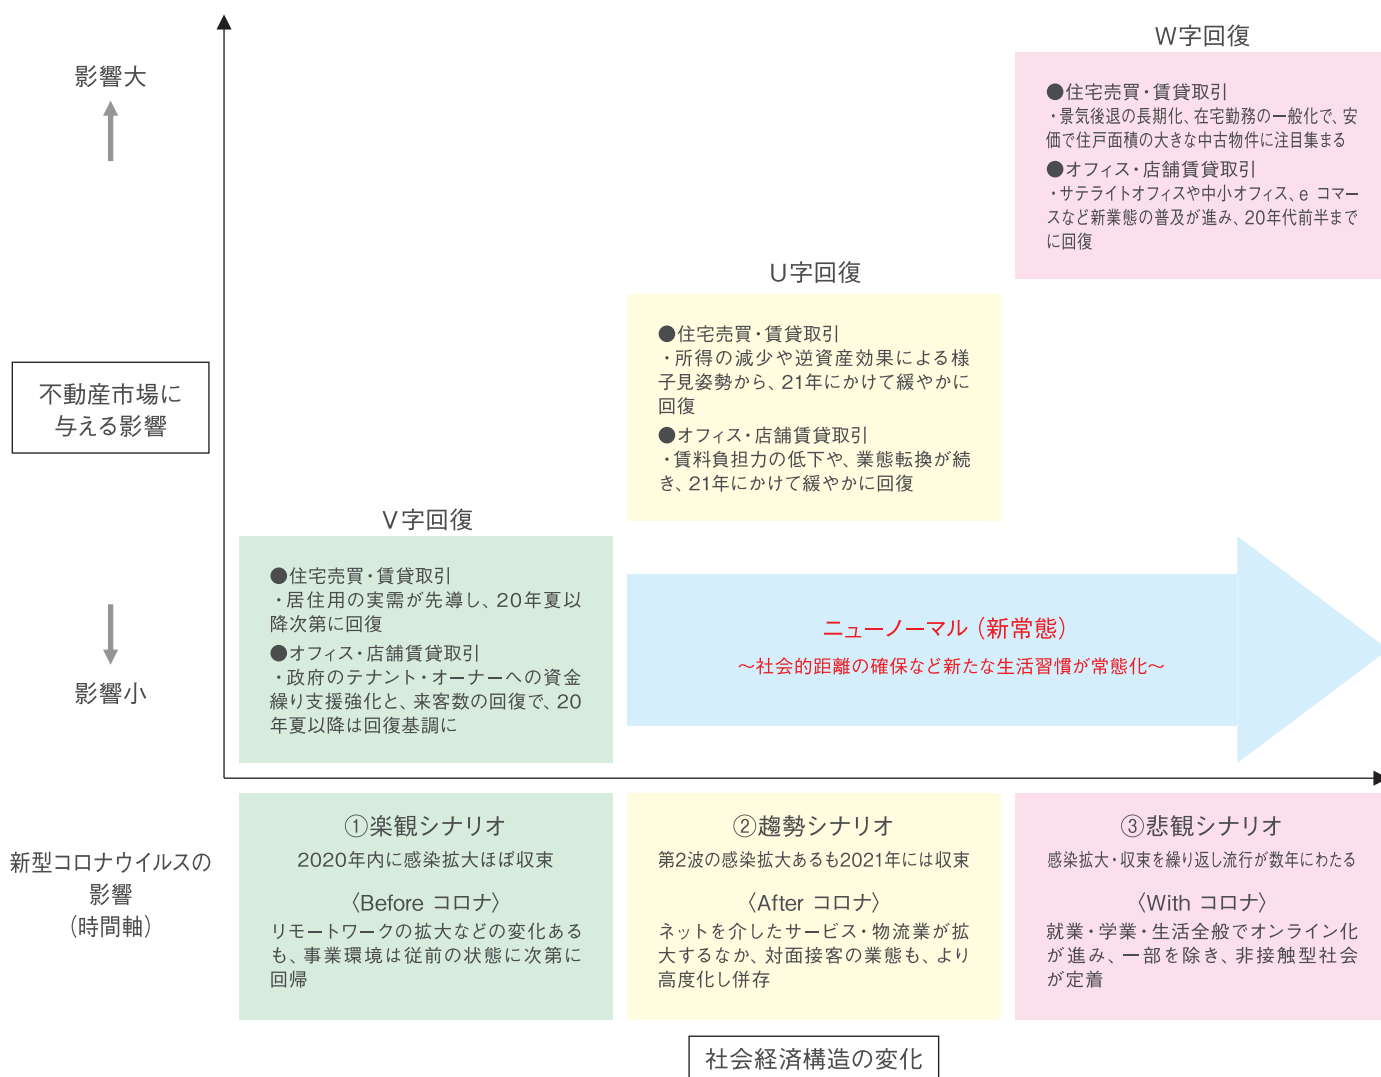 W字回復
影響大
●住宅売買・賃貸取引
・景気後退の長期化、在宅勤務の一般化で、安
価で住戸面積の大きな中古物件に注目集まる
●オフィス・店舗賃貸取引
・サテライトオフィスや中小オフィス、e コマー
スなど新業態の普及が進み、20年代前半まで
に回復
U字回復
●住宅売買・賃貸取引
・所得の減少や逆資産効果による様
子見姿勢から、21年にかけて緩やかに
回復
●オフィス・店舗賃貸取引
・賃料負担力の低下や、業態転換が続
き、21年にかけて緩やかに回復
不動産市場に
与える影響
V字回復
●住宅売買・賃貸取引
・居住用の実需が先導し、20年夏以
降次第に回復
●オフィス・店舗賃貸取引
・政府のテナント・オーナーへの資金
繰り支援強化と、来客数の回復で、20
年夏以降は回復基調に
ニューノーマル（新常態）
～社会的距離の確保など新たな生活習慣が常態化～
影響小
新型コロナウイルスの
影響
（時間軸）
①楽観シナリオ
2020年内に感染拡大ほぼ収束
〈Before コロナ〉
リモートワークの拡大などの変化ある
も、事業環境は従前の状態に次第に
回帰
②趨勢シナリオ
第2波の感染拡大あるも2021年には収束
〈After コロナ〉
ネットを介したサービス・物流業が拡
大するなか、対面接客の業態も、より
高度化し併存
③悲観シナリオ
感染拡大・収束を繰り返し流行が数年にわたる
〈With コロナ〉
就業・学業・生活全般でオンライン化
が進み、一部を除き、非接触型社会
が定着
社会経済構造の変化